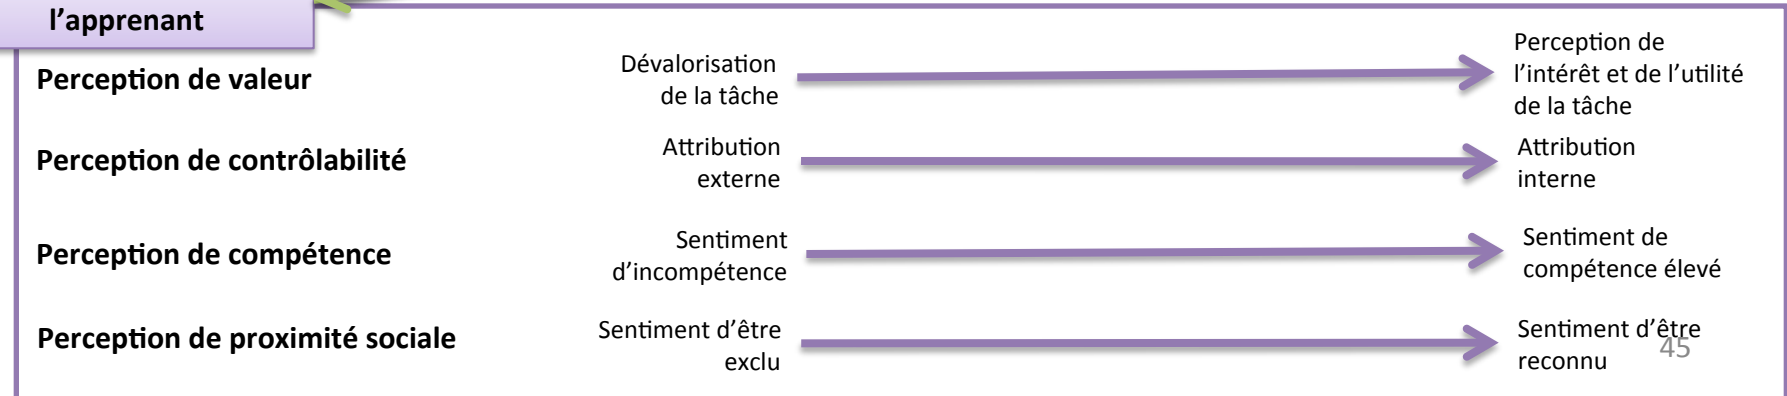 l’apprenant
Perception de valeur
Dévalorisation
de la tâche
Perception de
l’intérêt et de l’utilité
de la tâche
Perception de contrôlabilité
Attribution
externe
Attribution
interne
Perception de compétence
Sentiment
d’incompétence
Sentiment de
compétence élevé
Perception de proximité sociale
Sentiment d’être
exclu
Sentiment d’être
reconnu
45